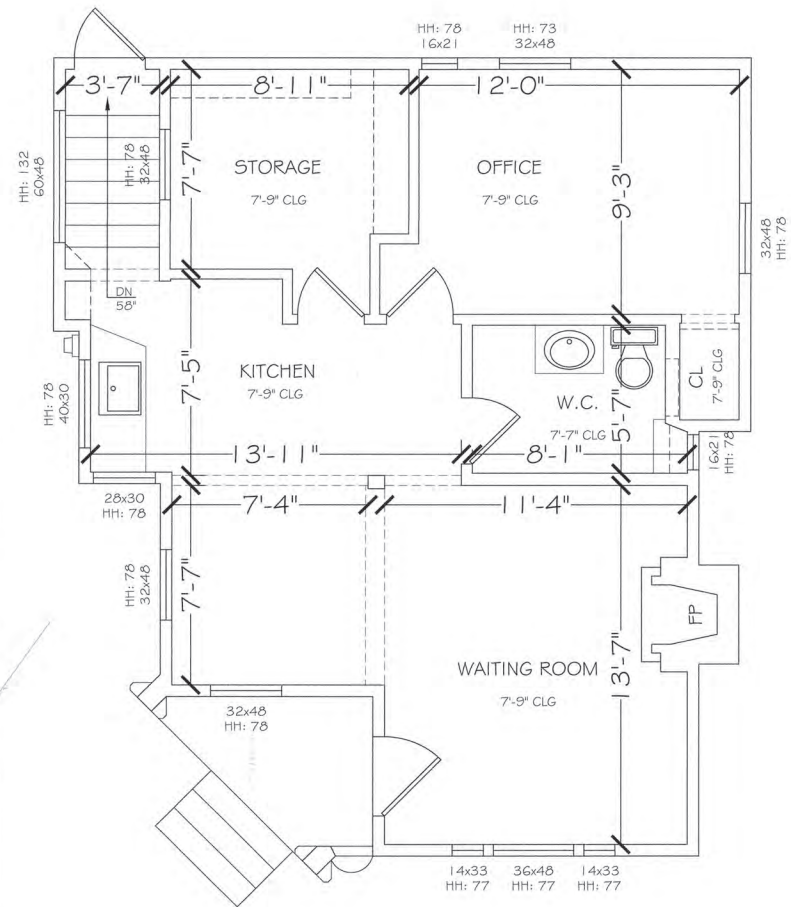 HH: 78
16x21
HH: 73
32x48
3'-7"
8'-11"
12'-0"
HH: 132
60x48
HH: 78
32x48
7'-7"
STORAGE
7'-9" CLG
OFFICE
7'-9" CLG
9'-3"
32x48
HH: 78
DN
58"
HH: 78
40x30
7'-5"
KITCHEN
7'-9" CLG
W.C.
7'-7" CLG
5'-7"
CL
7'-9" CLG
13'-11"
8'-1"
16x21
HH: 78
28x30
HH: 78
7'-4"
11'-4"
HH: 78
32x48
7'-7"
FP
WAITING ROOM
7'-9" CLG
13'-7"
32x48
HH: 78
14x33
HH: 77
36x48
HH: 77
14x33
HH: 77